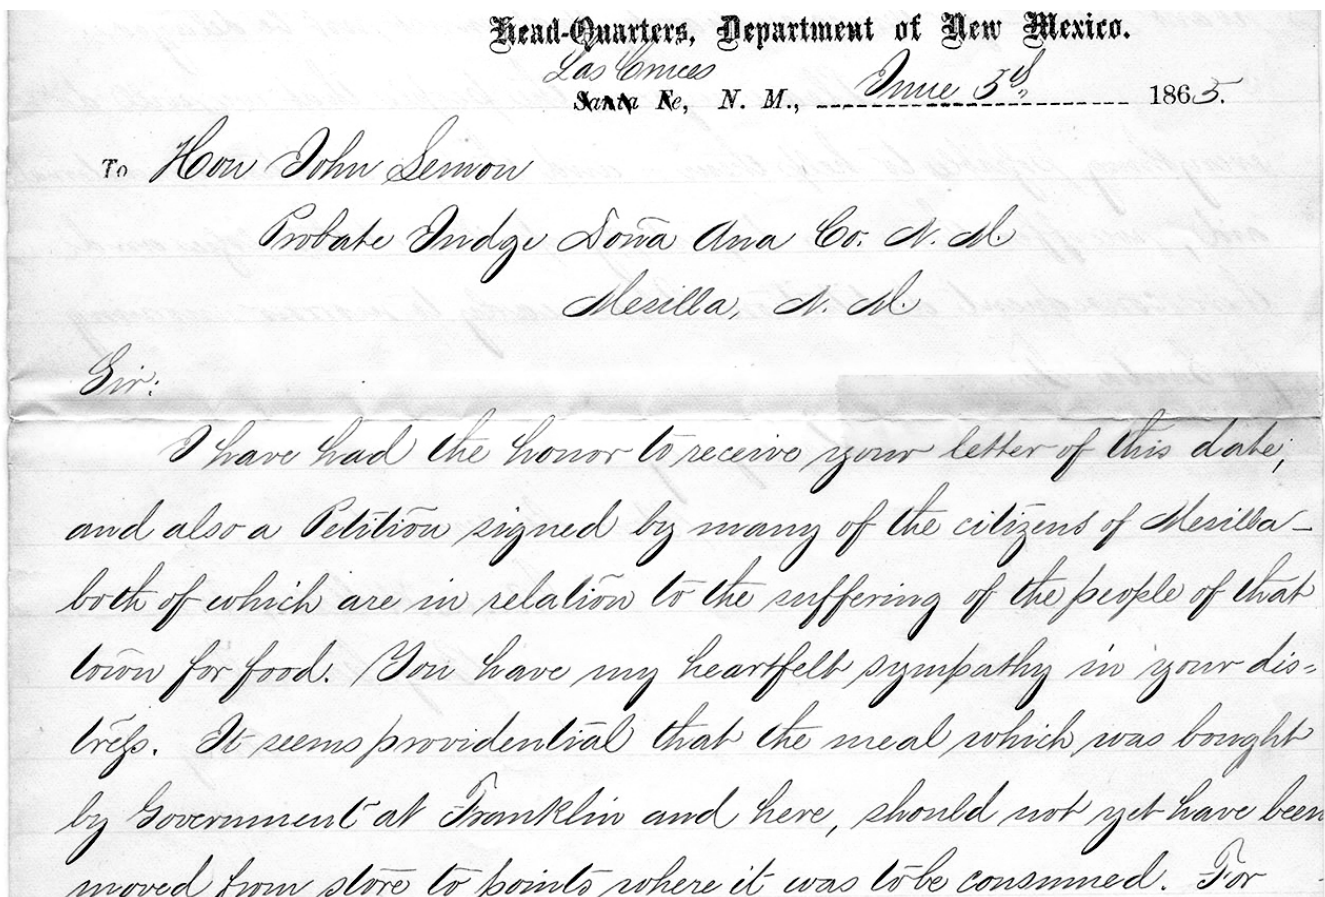 Head-Quarters, Department of New Mexico.
Las Cruces
Santa Fe, N. M., June 5th 1865.
To Hon John Lemon
Probate Judge Doña Ana Co. N. M.
Mesilla, N. M.
Sir:
I have had the honor to receive your letter of this date,
and also a Petition signed by many of the citizens of Mesilla –
both of which are in relation to the suffering of the people of that
town for food. You have my heartfelt sympathy in your dis=
tress. It seems providential that the meal which was bought
by Government at Franklin and here, should not yet have been
moved from store to points where it was to be consumed. For